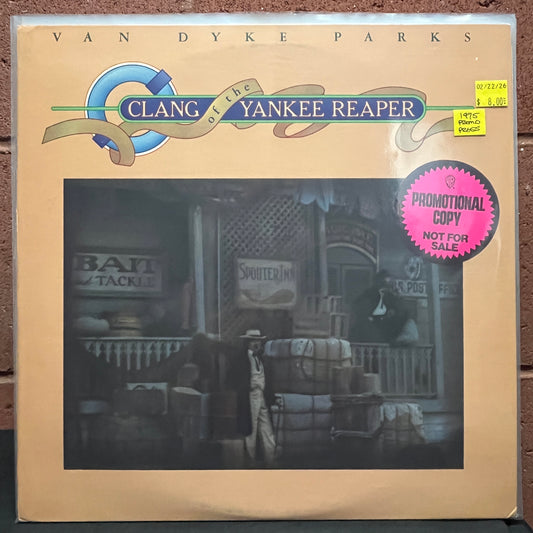 VAN DYKE PARKS
CLANG of the YANKEE REAPER
02/22/26
$ 8.00
1975
PROMO
PRESS
PROMOTIONAL
COPY
NOT FOR
SALE
BAIT
TACKLE
SPOUTER INN
U.S. POST OFFICE